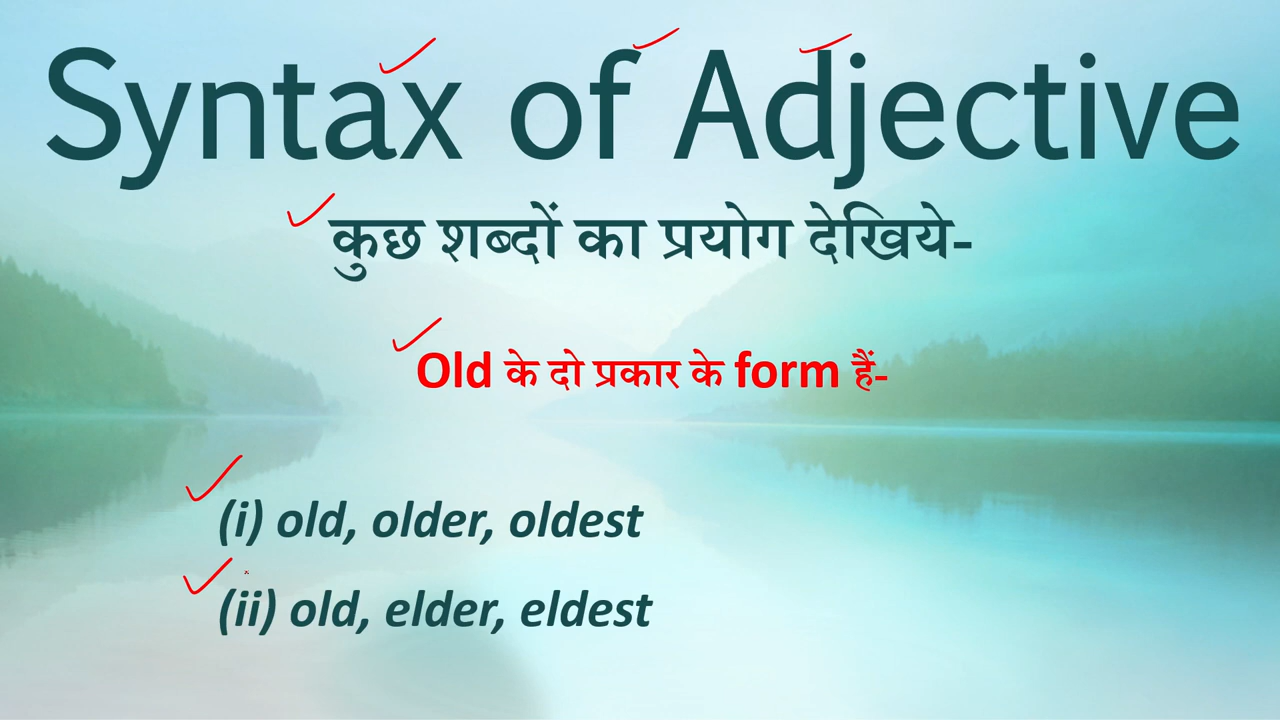 Syntax of Adjective
कुछ शब्दों का प्रयोग देखिये-
Old के दो प्रकार के form हैं-
(i) old, older, oldest
(ii) old, elder, eldest